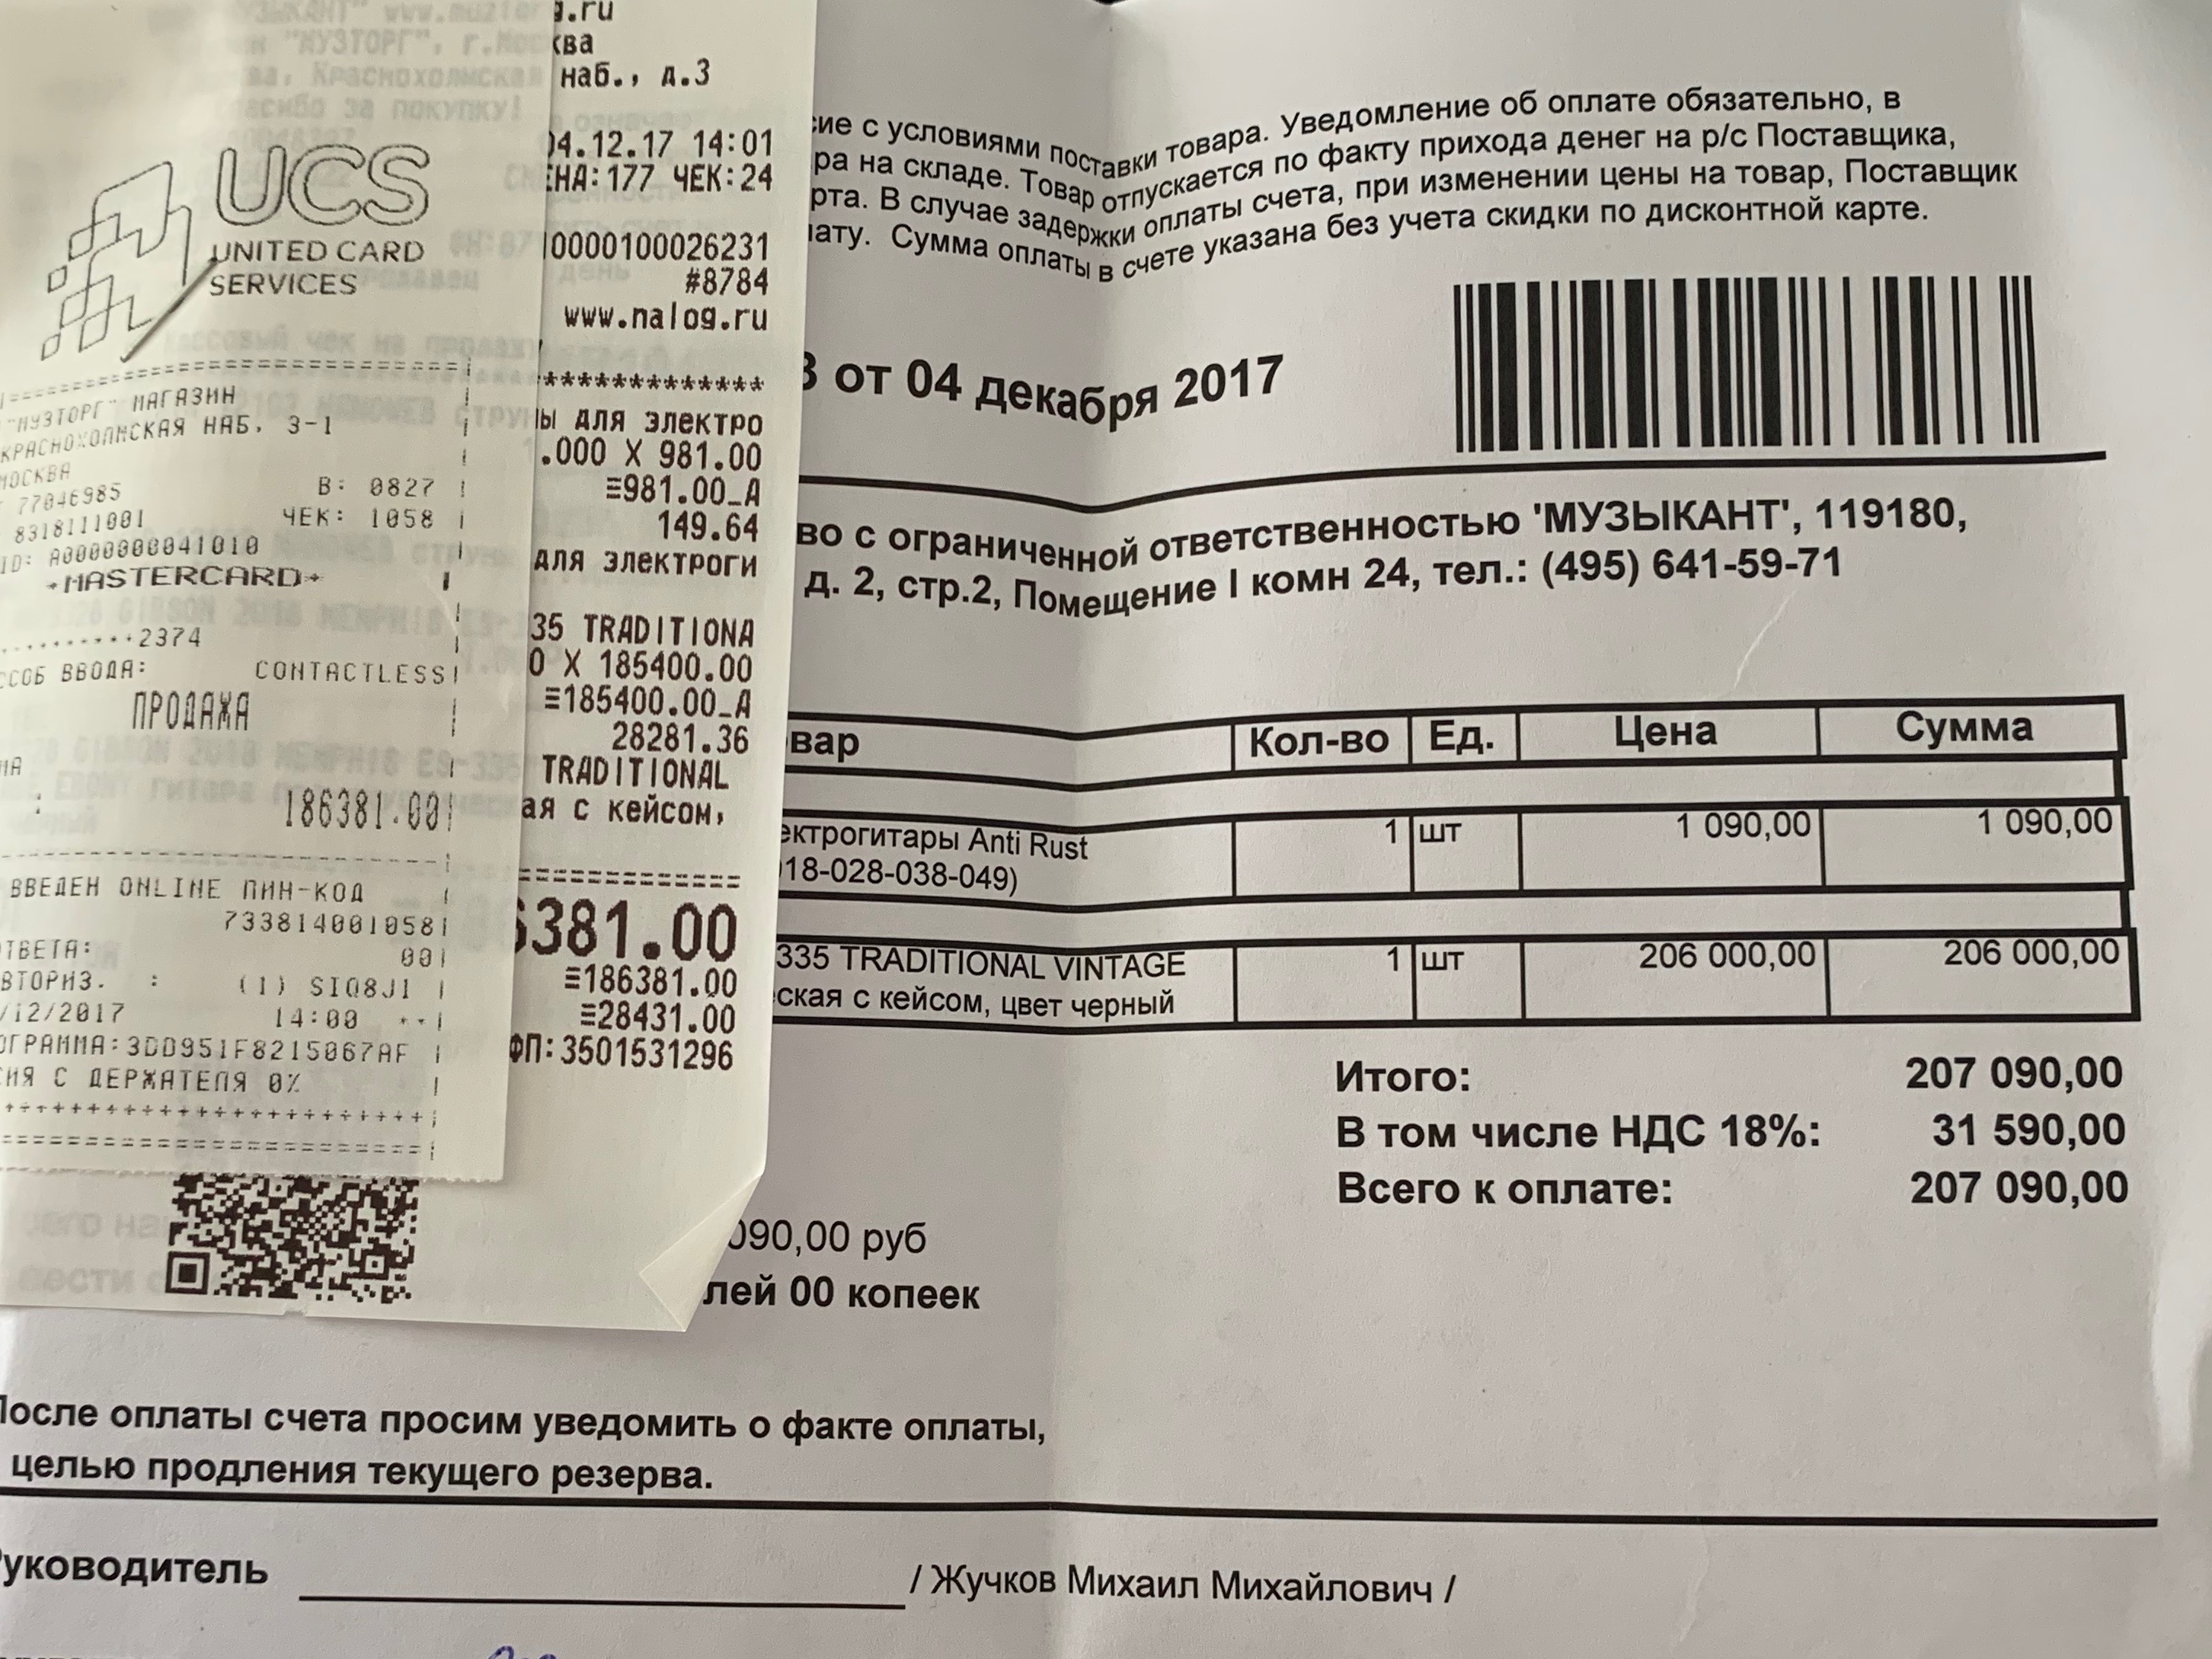 UCS
UNITED CARD
SERVICES
"МУЗТОРГ" МАГАЗИН
КРАСНОХОЛМСКАЯ НАБ. 3-1
МОСКВА
77046985 В: 0827
8318111001 ЧЕК: 1058
ID: A0000000041010
*MASTERCARD*
.........2374
ССОБ ВВОДА: CONTACTLESS
ПРОДАЖА
: 186381.00
ВВЕДЕН ONLINE ПИН-КОД
733814001058
ТВЕТА: 00
ВТОРИЗ. : (1) SIQ8J1
/12/2017 14:00
ОГРАММА:3DD951F8215067AF
ИЯ С ДЕРЖАТЕЛЯ 0%
g.ru
ква
наб., д.3
04.12.17 14:01
ЕНА:177 ЧЕК:24
0000100026231
#8784
www.nalog.ru
*************
ны для электро
.000 X 981.00
≡981.00_А
149.64
для электроги
35 TRADITIONA
0 X 185400.00
≡185400.00_А
28281.36
TRADITIONAL
ая с кейсом,
6381.00
≡186381.00
≡28431.00
ФП:3501531296
сие с условиями поставки товара. Уведомление об оплате обязательно, в
ра на складе. Товар отпускается по факту прихода денег на р/с Поставщика,
рта. В случае задержки оплаты счета, при изменении цены на товар, Поставщик
лату. Сумма оплаты в счете указана без учета скидки по дисконтной карте.
3 от 04 декабря 2017
во с ограниченной ответственностью 'МУЗЫКАНТ', 119180,
д. 2, стр.2, Помещение I комн 24, тел.: (495) 641-59-71
вар Кол-во Ед. Цена Сумма
ектрогитары Anti Rust 1 шт 1 090,00 1 090,00
18-028-038-049)
335 TRADITIONAL VINTAGE 1 шт 206 000,00 206 000,00
ская с кейсом, цвет черный
Итого: 207 090,00
В том числе НДС 18%: 31 590,00
Всего к оплате: 207 090,00
090,00 руб
лей 00 копеек
После оплаты счета просим уведомить о факте оплаты,
целью продления текущего резерва.
Руководитель / Жучков Михаил Михайлович /